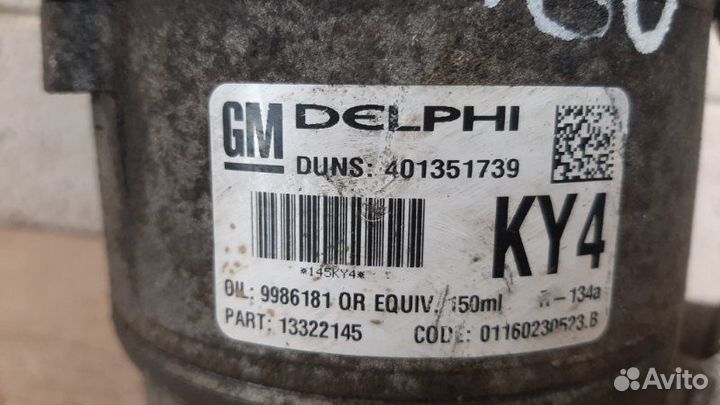 GM DELPHI
DUNS: 401351739
KY4
*145KY4*
OIL: 9986181 OR EQUIV. 150ml R-134a
PART: 13322145 CODE: 01160230523.B
Avito